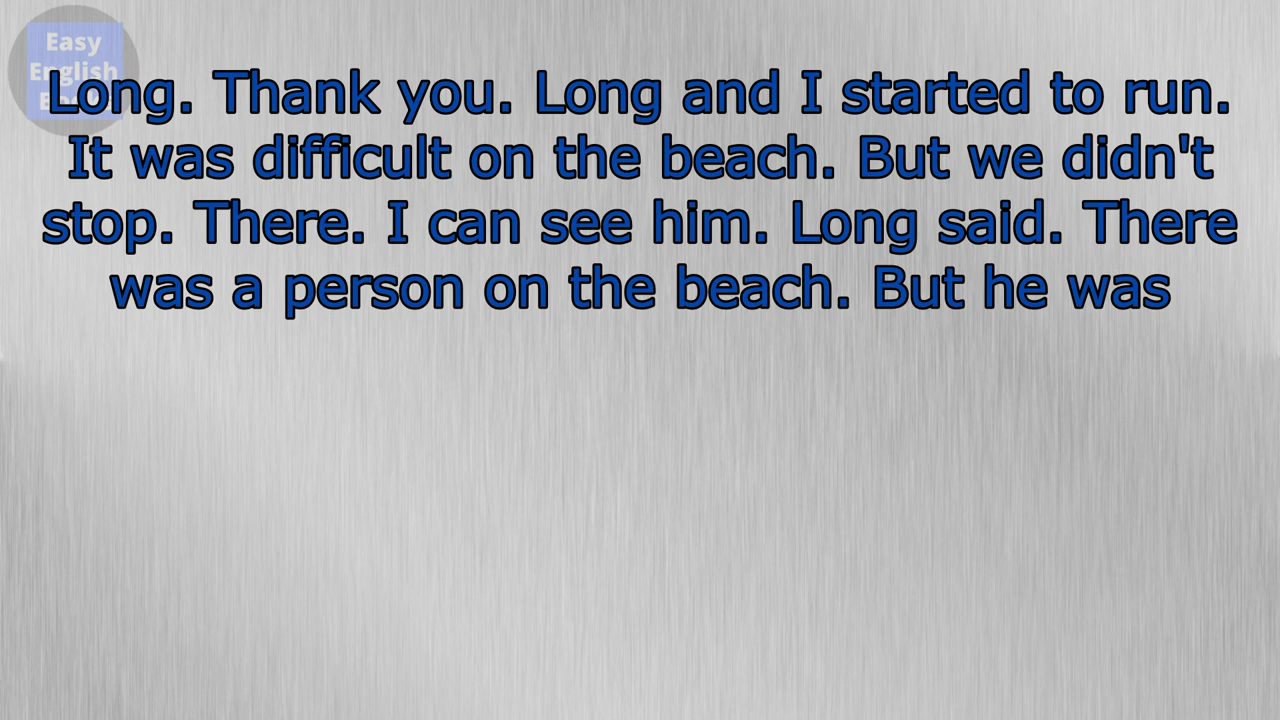 Easy
English
Long. Thank you. Long and I started to run.
It was difficult on the beach. But we didn't
stop. There. I can see him. Long said. There
was a person on the beach. But he was